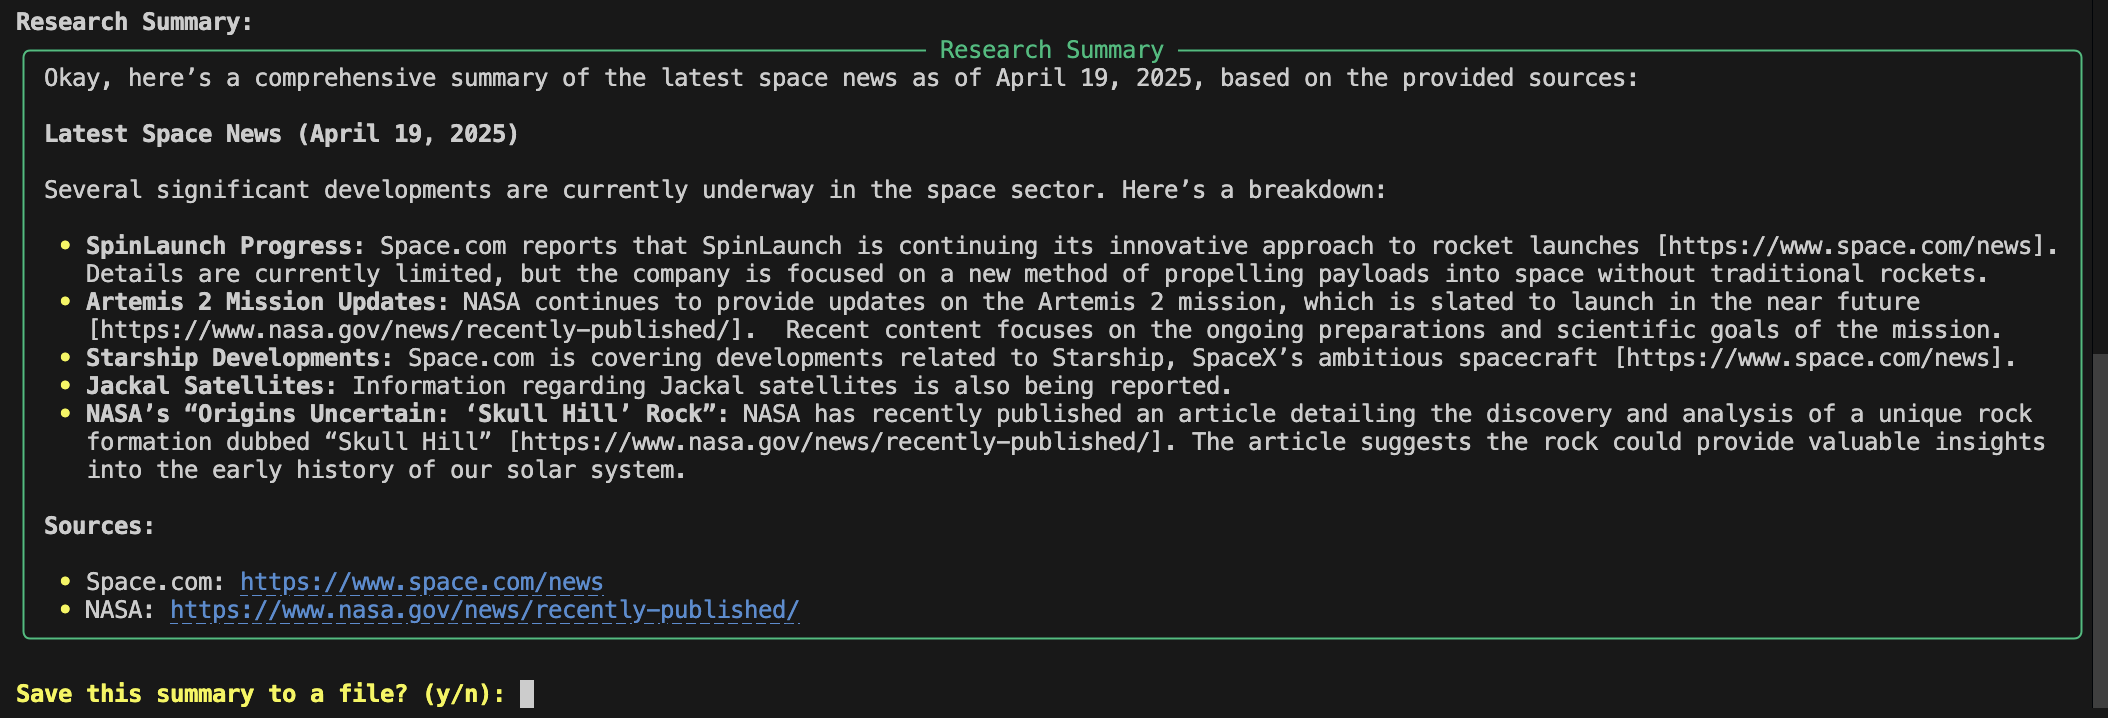 Research Summary:
Research Summary
Okay, here’s a comprehensive summary of the latest space news as of April 19, 2025, based on the provided sources:
Latest Space News (April 19, 2025)
Several significant developments are currently underway in the space sector. Here’s a breakdown:
• SpinLaunch Progress: Space.com reports that SpinLaunch is continuing its innovative approach to rocket launches [https://www.space.com/news].
Details are currently limited, but the company is focused on a new method of propelling payloads into space without traditional rockets.
• Artemis 2 Mission Updates: NASA continues to provide updates on the Artemis 2 mission, which is slated to launch in the near future
[https://www.nasa.gov/news/recently-published/].  Recent content focuses on the ongoing preparations and scientific goals of the mission.
• Starship Developments: Space.com is covering developments related to Starship, SpaceX’s ambitious spacecraft [https://www.space.com/news].
• Jackal Satellites: Information regarding Jackal satellites is also being reported.
• NASA’s “Origins Uncertain: ‘Skull Hill’ Rock”: NASA has recently published an article detailing the discovery and analysis of a unique rock
formation dubbed “Skull Hill” [https://www.nasa.gov/news/recently-published/]. The article suggests the rock could provide valuable insights
into the early history of our solar system.
Sources:
• Space.com: https://www.space.com/news
• NASA: https://www.nasa.gov/news/recently-published/
Save this summary to a file? (y/n):